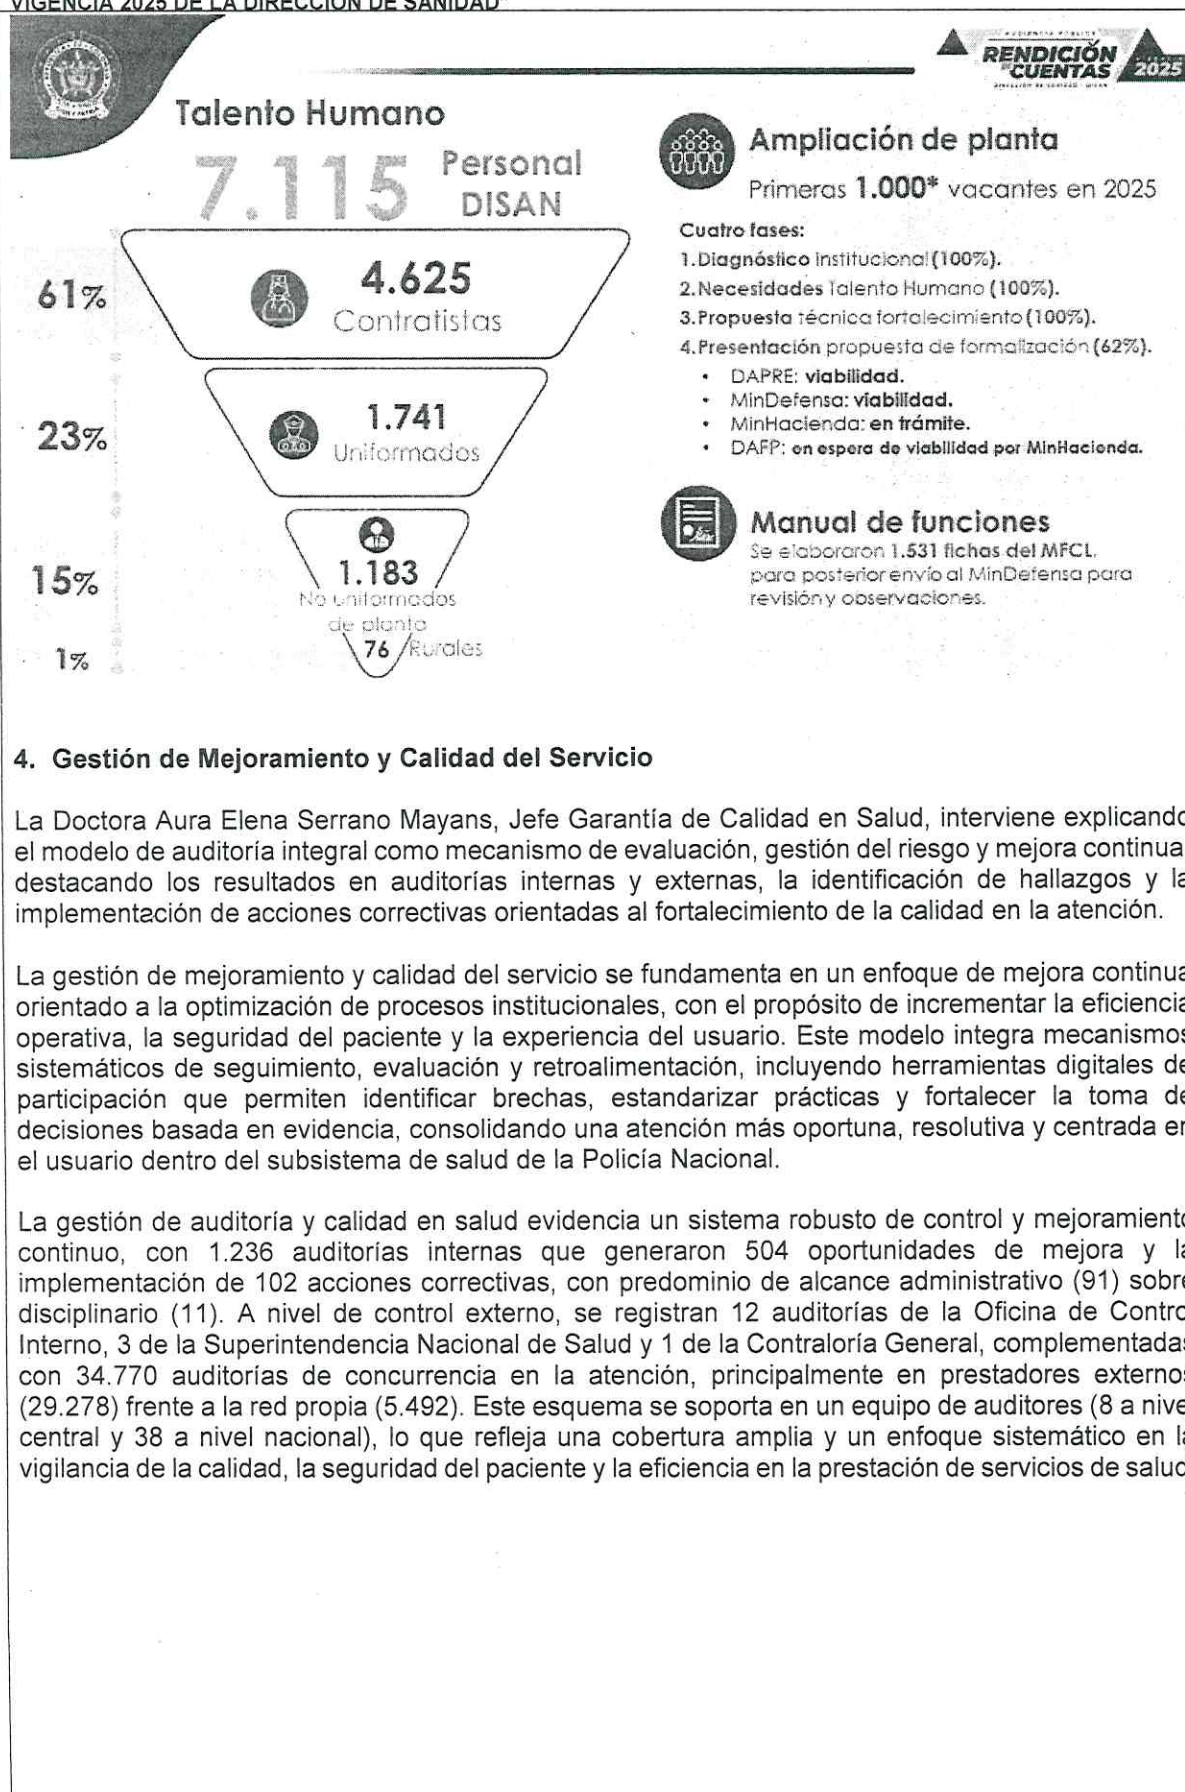 VIGENCIA 2025 DE LA DIRECCIÓN DE SANIDAD"
RENDICIÓN
DE CUENTAS
2025
Talento Humano
7.115 Personal
DISAN
61%
4.625
Contratistas
23%
1.741
Uniformados
15%
1.183
No uniformados
de planta
1%
76 Rurales
Ampliación de planta
Primeras 1.000* vacantes en 2025
Cuatro fases:
1.Diagnóstico institucional (100%).
2.Necesidades Talento Humano (100%).
3.Propuesta técnica fortalecimiento (100%).
4.Presentación propuesta de formalización (62%).
• DAPRE: viabilidad.
• MinDefensa: viabilidad.
• MinHacienda: en trámite.
• DAFP: en espera de viabilidad por MinHacienda.
Manual de funciones
Se elaboraron 1.531 fichas del MFCL,
para posterior envío al MinDefensa para
revisión y observaciones.
4. Gestión de Mejoramiento y Calidad del Servicio
La Doctora Aura Elena Serrano Mayans, Jefe Garantía de Calidad en Salud, interviene explicando
el modelo de auditoría integral como mecanismo de evaluación, gestión del riesgo y mejora continua
destacando los resultados en auditorías internas y externas, la identificación de hallazgos y la
implementación de acciones correctivas orientadas al fortalecimiento de la calidad en la atención.
La gestión de mejoramiento y calidad del servicio se fundamenta en un enfoque de mejora continua
orientado a la optimización de procesos institucionales, con el propósito de incrementar la eficiencia
operativa, la seguridad del paciente y la experiencia del usuario. Este modelo integra mecanismos
sistemáticos de seguimiento, evaluación y retroalimentación, incluyendo herramientas digitales de
participación que permiten identificar brechas, estandarizar prácticas y fortalecer la toma de
decisiones basada en evidencia, consolidando una atención más oportuna, resolutiva y centrada en
el usuario dentro del subsistema de salud de la Policía Nacional.
La gestión de auditoría y calidad en salud evidencia un sistema robusto de control y mejoramiento
continuo, con 1.236 auditorías internas que generaron 504 oportunidades de mejora y la
implementación de 102 acciones correctivas, con predominio de alcance administrativo (91) sobre
disciplinario (11). A nivel de control externo, se registran 12 auditorías de la Oficina de Contro
Interno, 3 de la Superintendencia Nacional de Salud y 1 de la Contraloría General, complementadas
con 34.770 auditorías de concurrencia en la atención, principalmente en prestadores externos
(29.278) frente a la red propia (5.492). Este esquema se soporta en un equipo de auditores (8 a nive
central y 38 a nivel nacional), lo que refleja una cobertura amplia y un enfoque sistemático en la
vigilancia de la calidad, la seguridad del paciente y la eficiencia en la prestación de servicios de salud